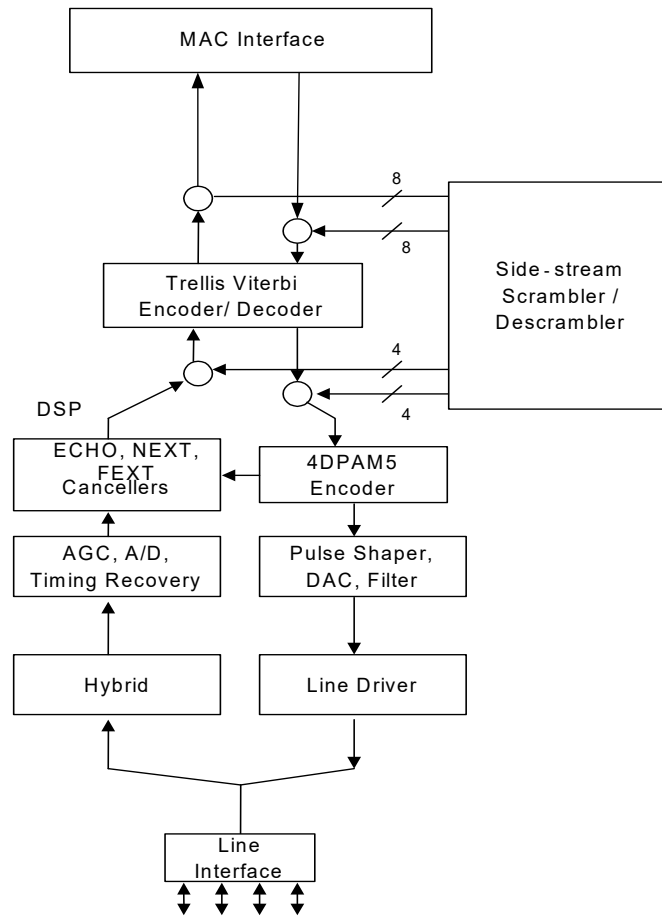 MAC Interface
8
8
Side-stream
Scrambler /
Descrambler
Trellis Viterbi
Encoder/ Decoder
4
4
DSP
ECHO, NEXT,
FEXT
Cancellers
4DPAM5
Encoder
AGC, A/D,
Timing Recovery
Pulse Shaper,
DAC, Filter
Hybrid
Line Driver
Line
Interface